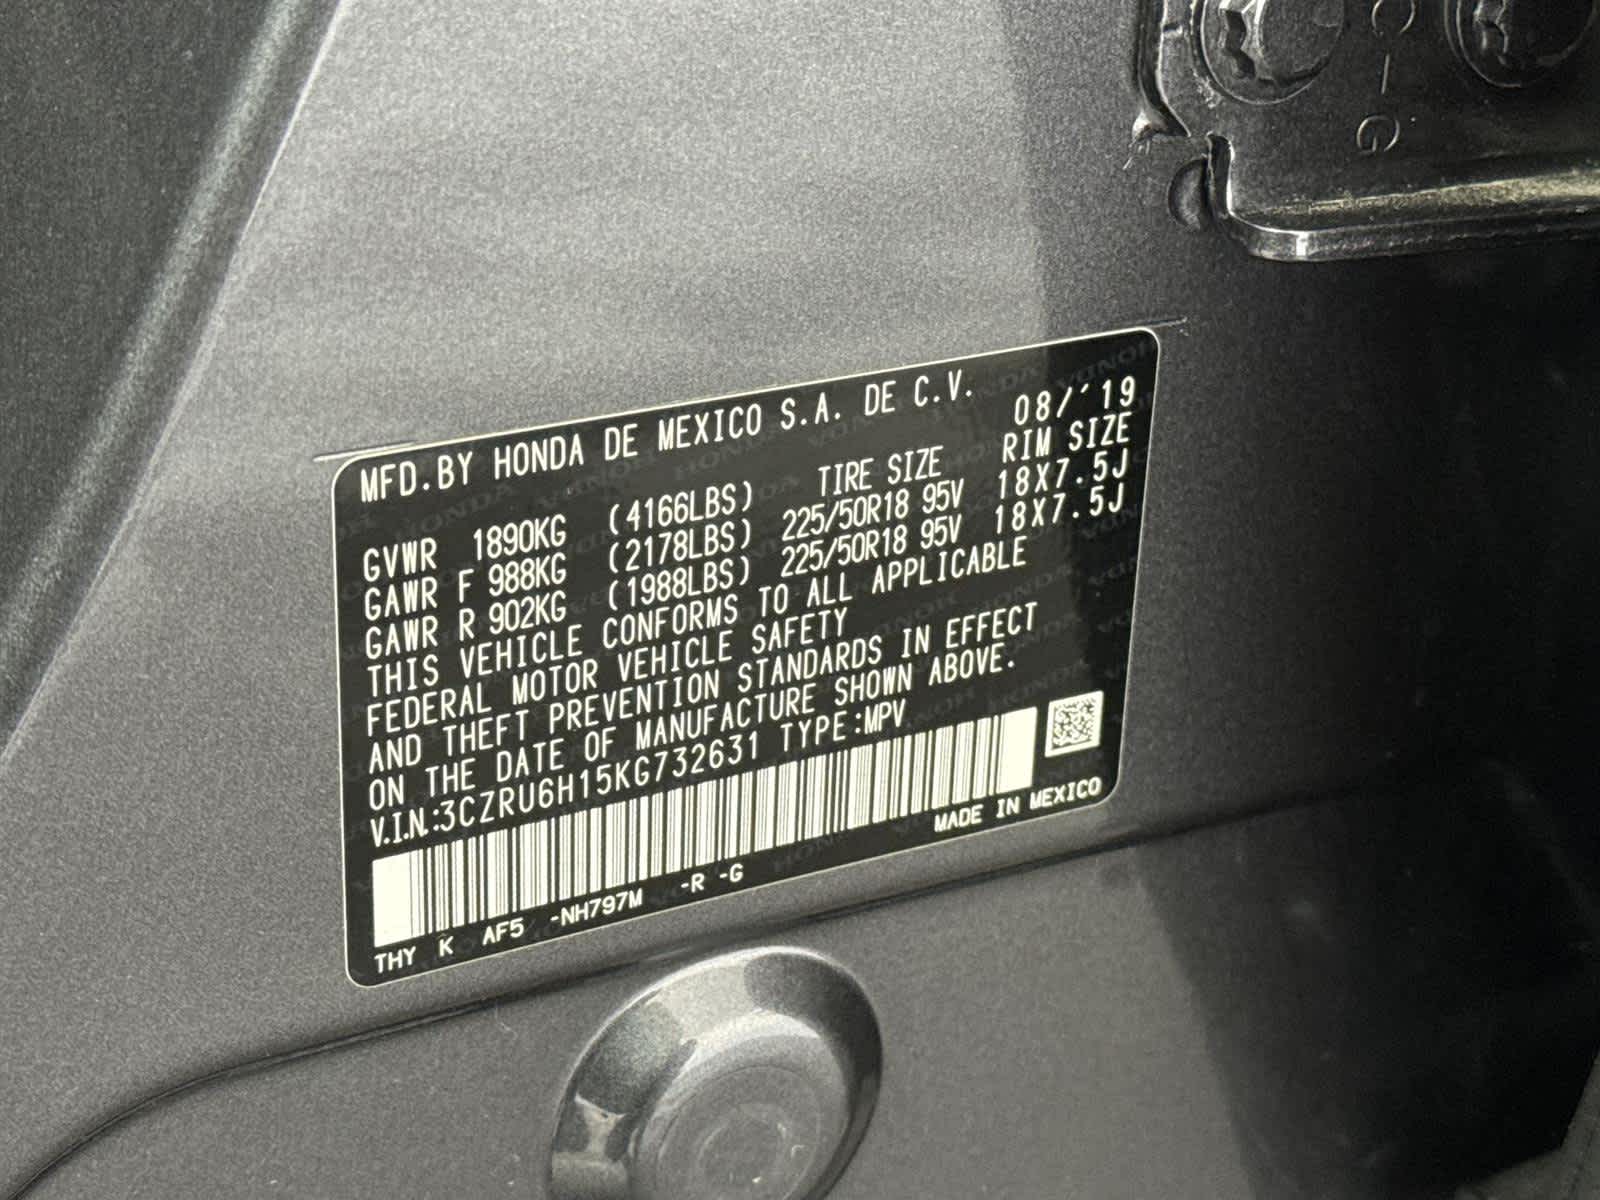 C-G
MFD.BY HONDA DE MEXICO S.A. DE C.V.
08/´19
TIRE SIZE RIM SIZE
GVWR 1890KG (4166LBS)
GAWR F 988KG (2178LBS) 225/50R18 95V 18X7.5J
GAWR R 902KG (1988LBS) 225/50R18 95V 18X7.5J
THIS VEHICLE CONFORMS TO ALL APPLICABLE
FEDERAL MOTOR VEHICLE SAFETY
AND THEFT PREVENTION STANDARDS IN EFFECT
ON THE DATE OF MANUFACTURE SHOWN ABOVE.
V.I.N.:3CZRU6H15KG732631 TYPE:MPV
MADE IN MEXICO
THY K AF5 -NH797M -R -G